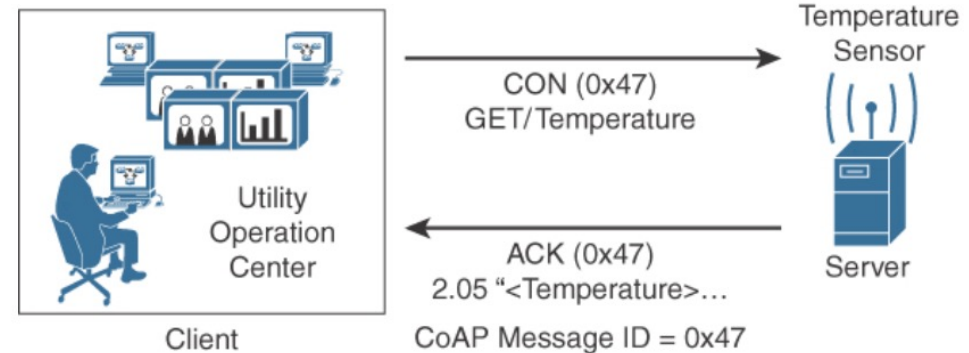 Temperature
Sensor
CON (0x47)
GET/Temperature
Utility
Operation
Center
ACK (0x47)
2.05 “<Temperature>…
Server
Client
CoAP Message ID = 0x47